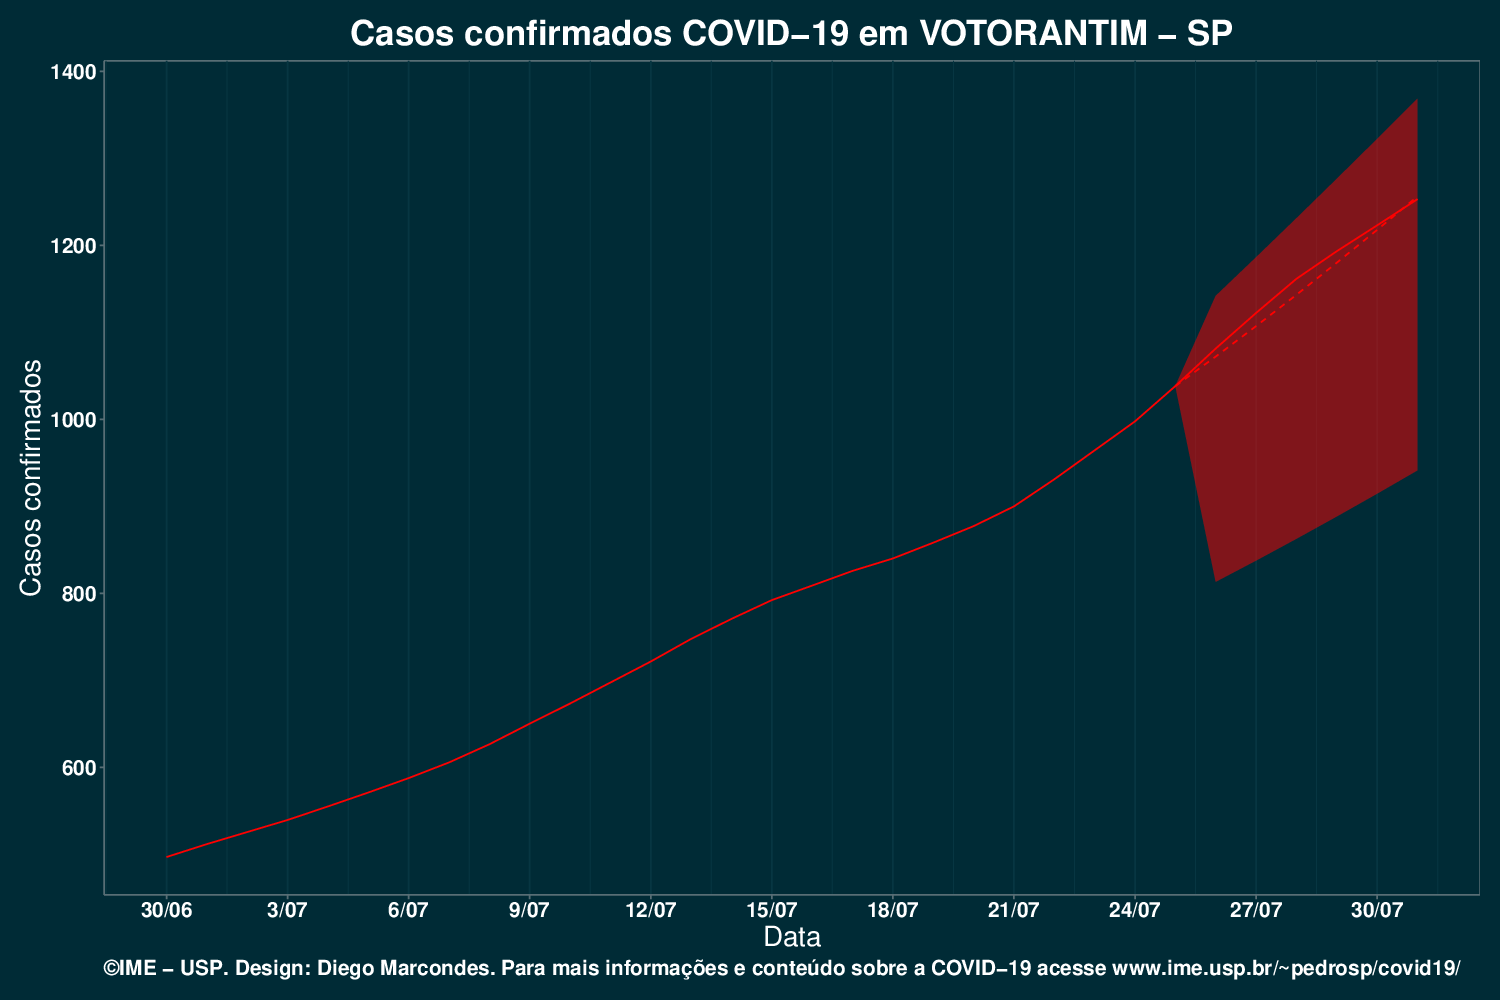 Casos confirmados COVID−19 em VOTORANTIM − SP
1400
1200
1000
800
600
Casos confirmados
30/06 3/07 6/07 9/07 12/07 15/07 18/07 21/07 24/07 27/07 30/07
Data
©IME − USP. Design: Diego Marcondes. Para mais informações e conteúdo sobre a COVID−19 acesse www.ime.usp.br/~pedrosp/covid19/